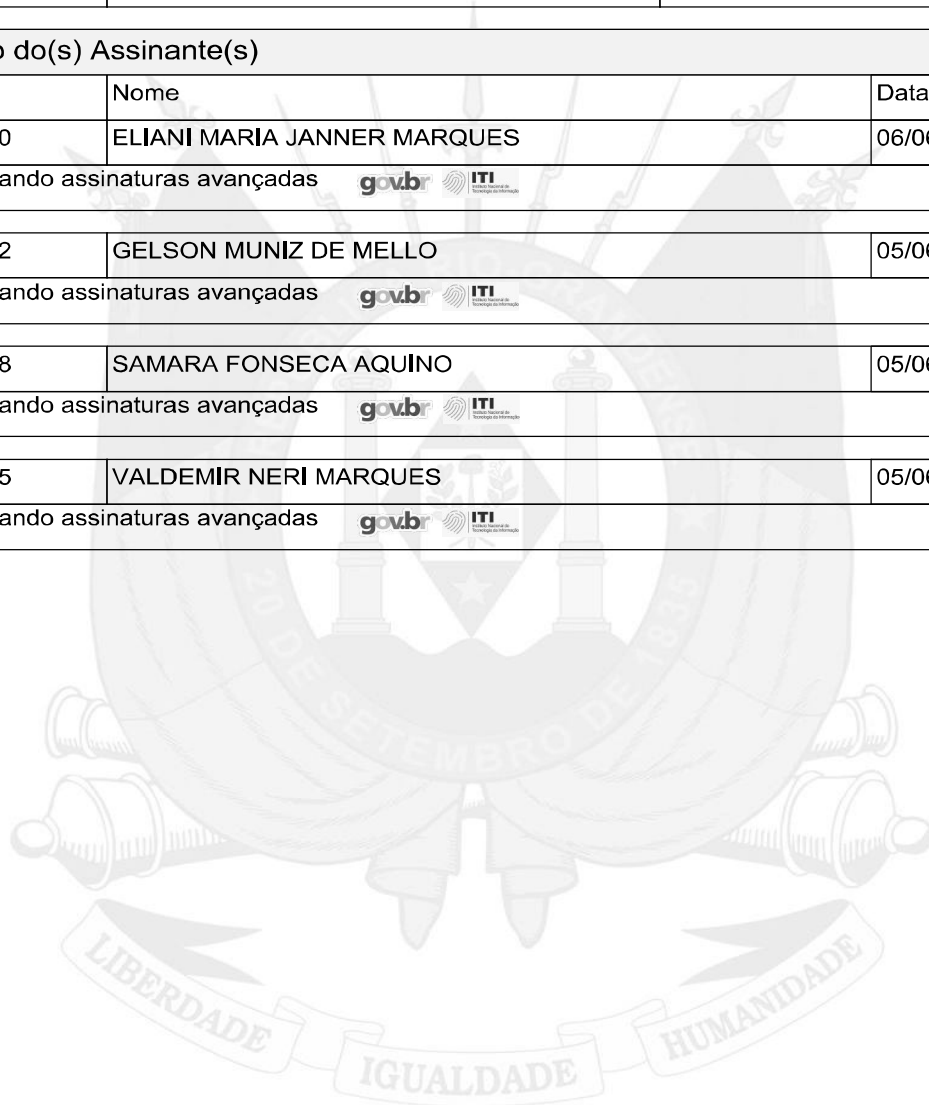 o do(s) Assinante(s)
Nome Data
0 ELIANI MARIA JANNER MARQUES 06/06
ando assinaturas avançadas gov.br ITI
2 GELSON MUNIZ DE MELLO 05/06
ando assinaturas avançadas gov.br ITI
8 SAMARA FONSECA AQUINO 05/06
ando assinaturas avançadas gov.br ITI
5 VALDEMIR NERI MARQUES 05/06
ando assinaturas avançadas gov.br ITI
REPÚBLICA RIO-GRANDENSE
20 DE SETEMBRO DE 1835
LIBERDADE IGUALDADE HUMANIDADE